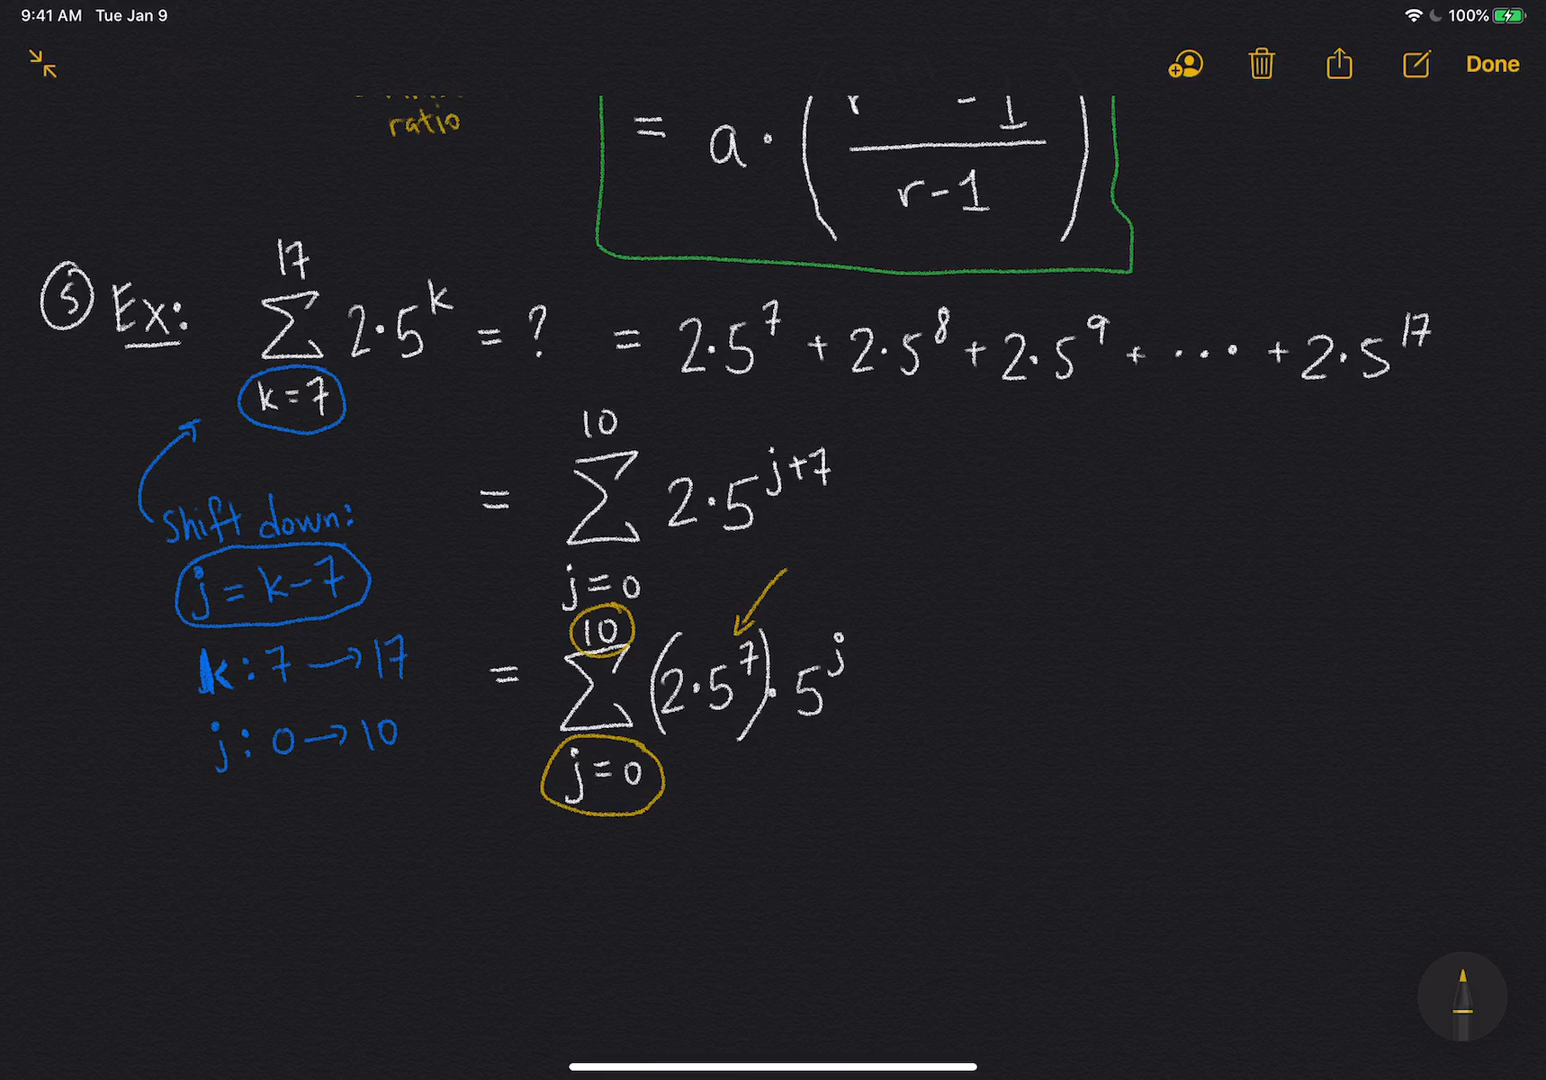 9:41 AM Tue Jan 9
100%
Done
ratio
= a · ( r - 1 / r - 1 )
⑤ Ex: 17 Σ k=7 2·5^k = ? = 2·5^7 + 2·5^8 + 2·5^9 + ··· + 2·5^17
= 10 Σ j=0 2·5^j+7
Shift down:
j = k-7
= 10 Σ j=0 (2·5^7)·5^j
k: 7 → 17
j: 0 → 10